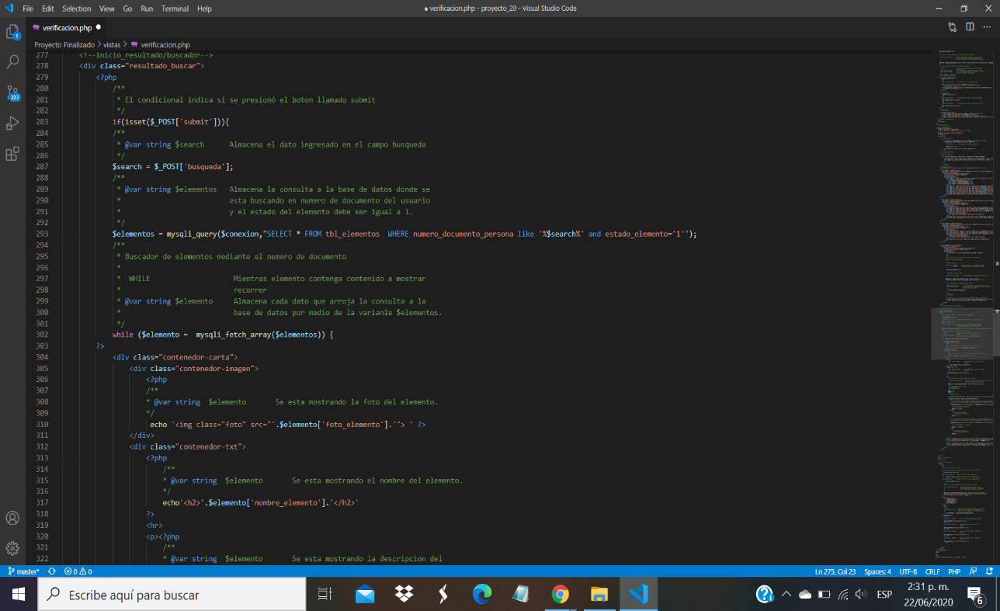 File Edit Selection View Go Run Terminal Help
● verificacion.php - proyecto_20 - Visual Studio Code
verificacion.php ●
Proyecto Finalizado > vistas > verificacion.php
1
223
277 <!--inicio_resultado/buscador-->
278 <div class="resultado_buscar">
279 <?php
280 /**
281 * El condicional indica si se presionó el boton llamado submit
282 */
283 if(isset($_POST['submit'])){
284 /**
285 * @var string $search Almacena el dato ingresado en el campo busqueda
286 */
287 $search = $_POST['busqueda'];
288 /**
289 * @var string $elementos Almacena la consulta a la base de datos donde se
290 * esta buscando en numero de documento del usuario
291 * y el estado del elemento debe ser igual a 1.
292 */
293 $elementos = mysqli_query($conexion,"SELECT * FROM tbl_elementos WHERE numero_documento_persona like '%$search%' and estado_elemento='1'");
294 /**
295 * Buscador de elementos mediante el numero de documento
296 *
297 * WHILE Mientras elemento contenga contenido a mostrar
298 * recorrer
299 * @var string $elemento Almacena cada dato que arroja la consulta a la
300 * base de datos por medio de la varianle $elementos.
301 */
302 while ($elemento = mysqli_fetch_array($elementos)) {
303 ?>
304 <div class="contenedor-carta">
305 <div class="contenedor-imagen">
306 <?php
307 /**
308 * @var string $elemento Se esta mostrando la foto del elemento.
309 */
310 echo '<img class="foto" src="'.$elemento['foto_elemento'].'"> ' ?>
311 </div>
312 <div class="contenedor-txt">
313 <?php
314 /**
315 * @var string $elemento Se esta mostrando el nombre del elemento.
316 */
317 echo'<h2>'.$elemento['nombre_elemento'].'</h2>'
318 ?>
319 <hr>
320 <p><?php
321 /**
322 * @var string $elemento Se esta mostrando la descripcion del
master* 0 0 Ln 275, Col 23 Spaces: 4 UTF-8 CRLF PHP
Escribe aquí para buscar
ESP
2:31 p. m.
22/06/2020
6